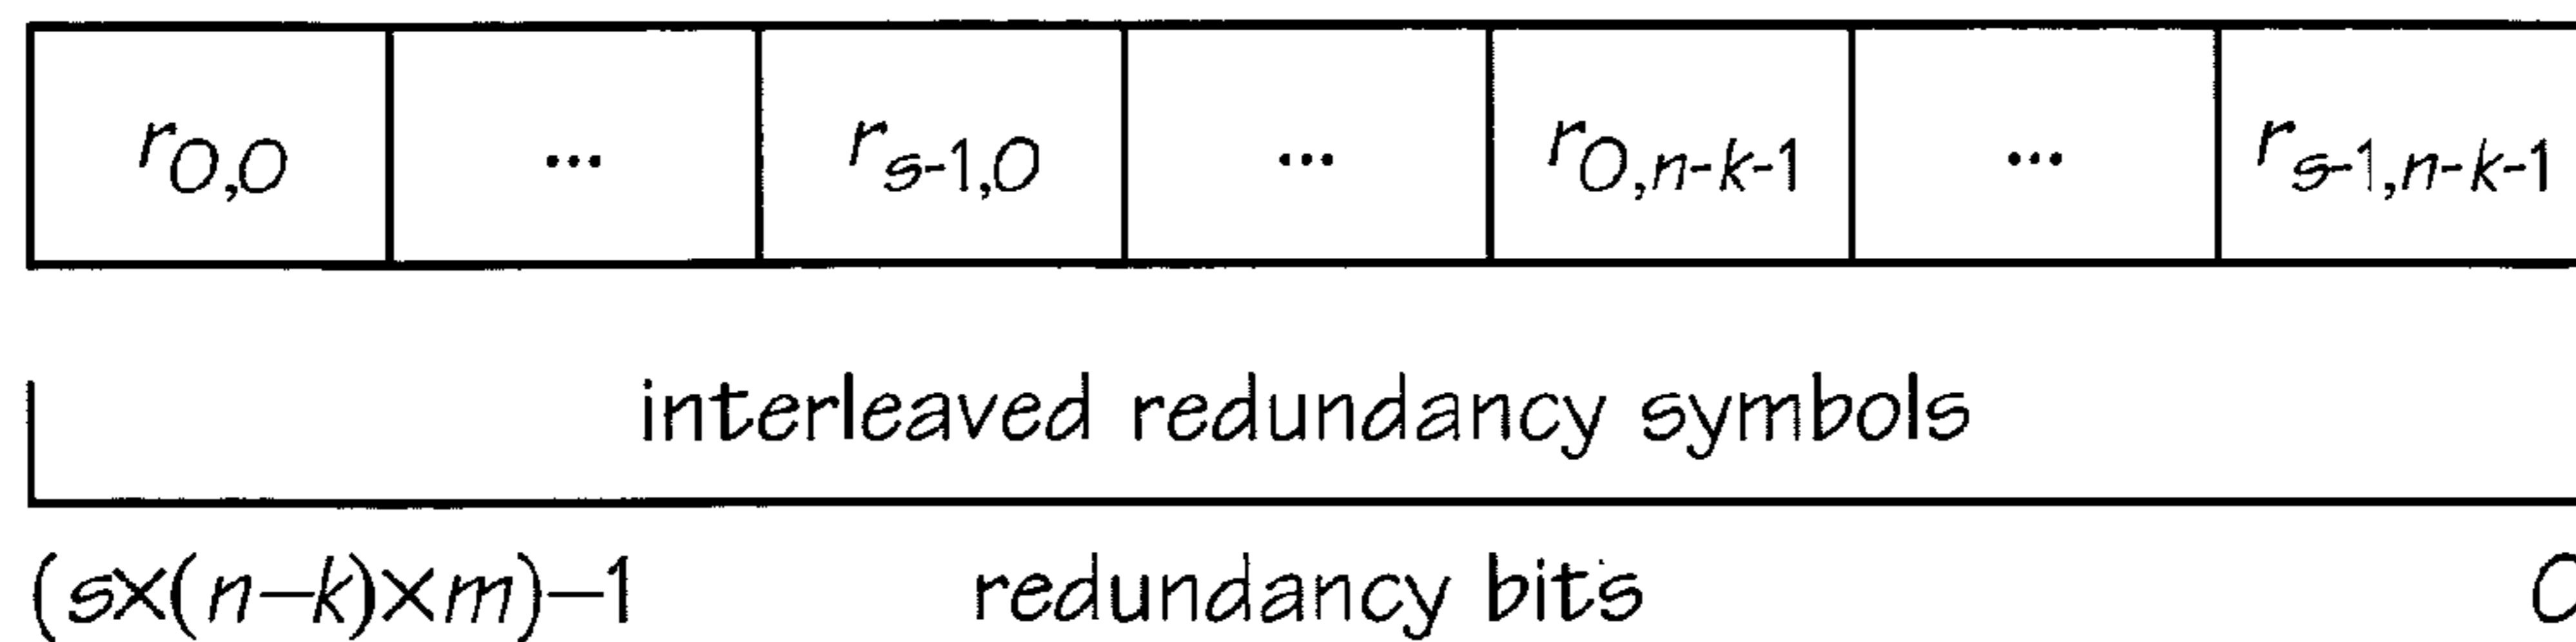 r0,0 ... rs-1,0 ... r0,n-k-1 ... rs-1,n-k-1
interleaved redundancy symbols
(s×(n–k)×m)–1 redundancy bits 0